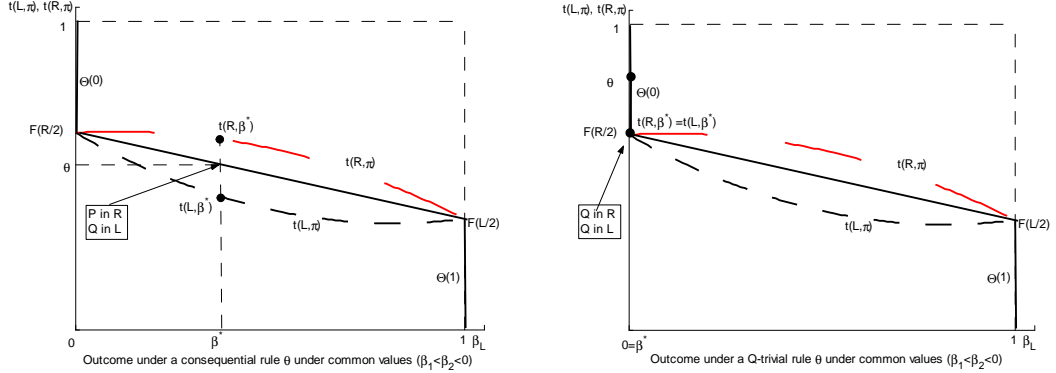 t(L,π), t(R,π)
1
Θ(0)
F(R/2)
t(R,β*)
θ
t(R,π)
P in R
Q in L
t(L,β*)
t(L,π)
F(L/2)
Θ(1)
0
β*
1 β_L
Outcome under a consequential rule θ under common values (β₁<β₂<0)
t(L,π), t(R,π)
1
θ
Θ(0)
F(R/2)
t(R,β*) =t(L,β*)
t(R,π)
Q in R
Q in L
t(L,π)
F(L/2)
Θ(1)
0=β*
1 β_L
Outcome under a Q-trivial rule θ under common values (β₁<β₂<0)